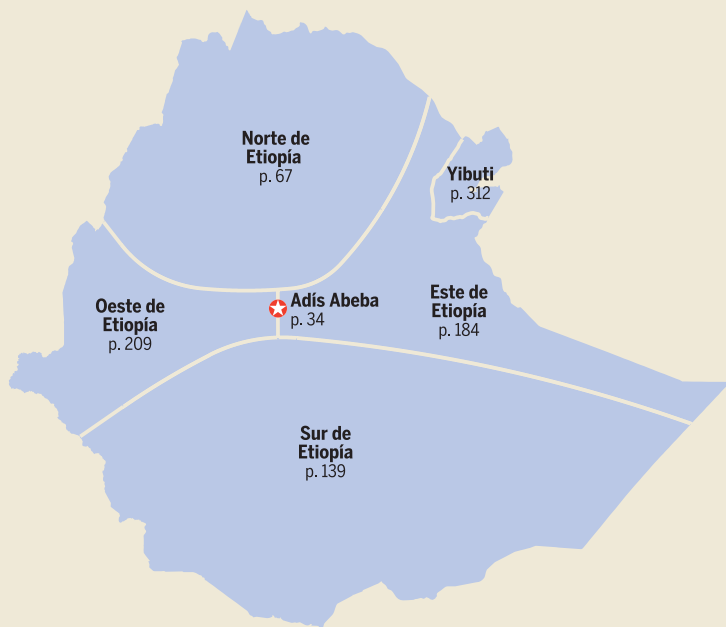 Norte de
Etiopía
p. 67
Yibuti
p. 312
Adís Abeba
p. 34
Este de
Etiopía
p. 184
Oeste de
Etiopía
p. 209
Sur de
Etiopía
p. 139